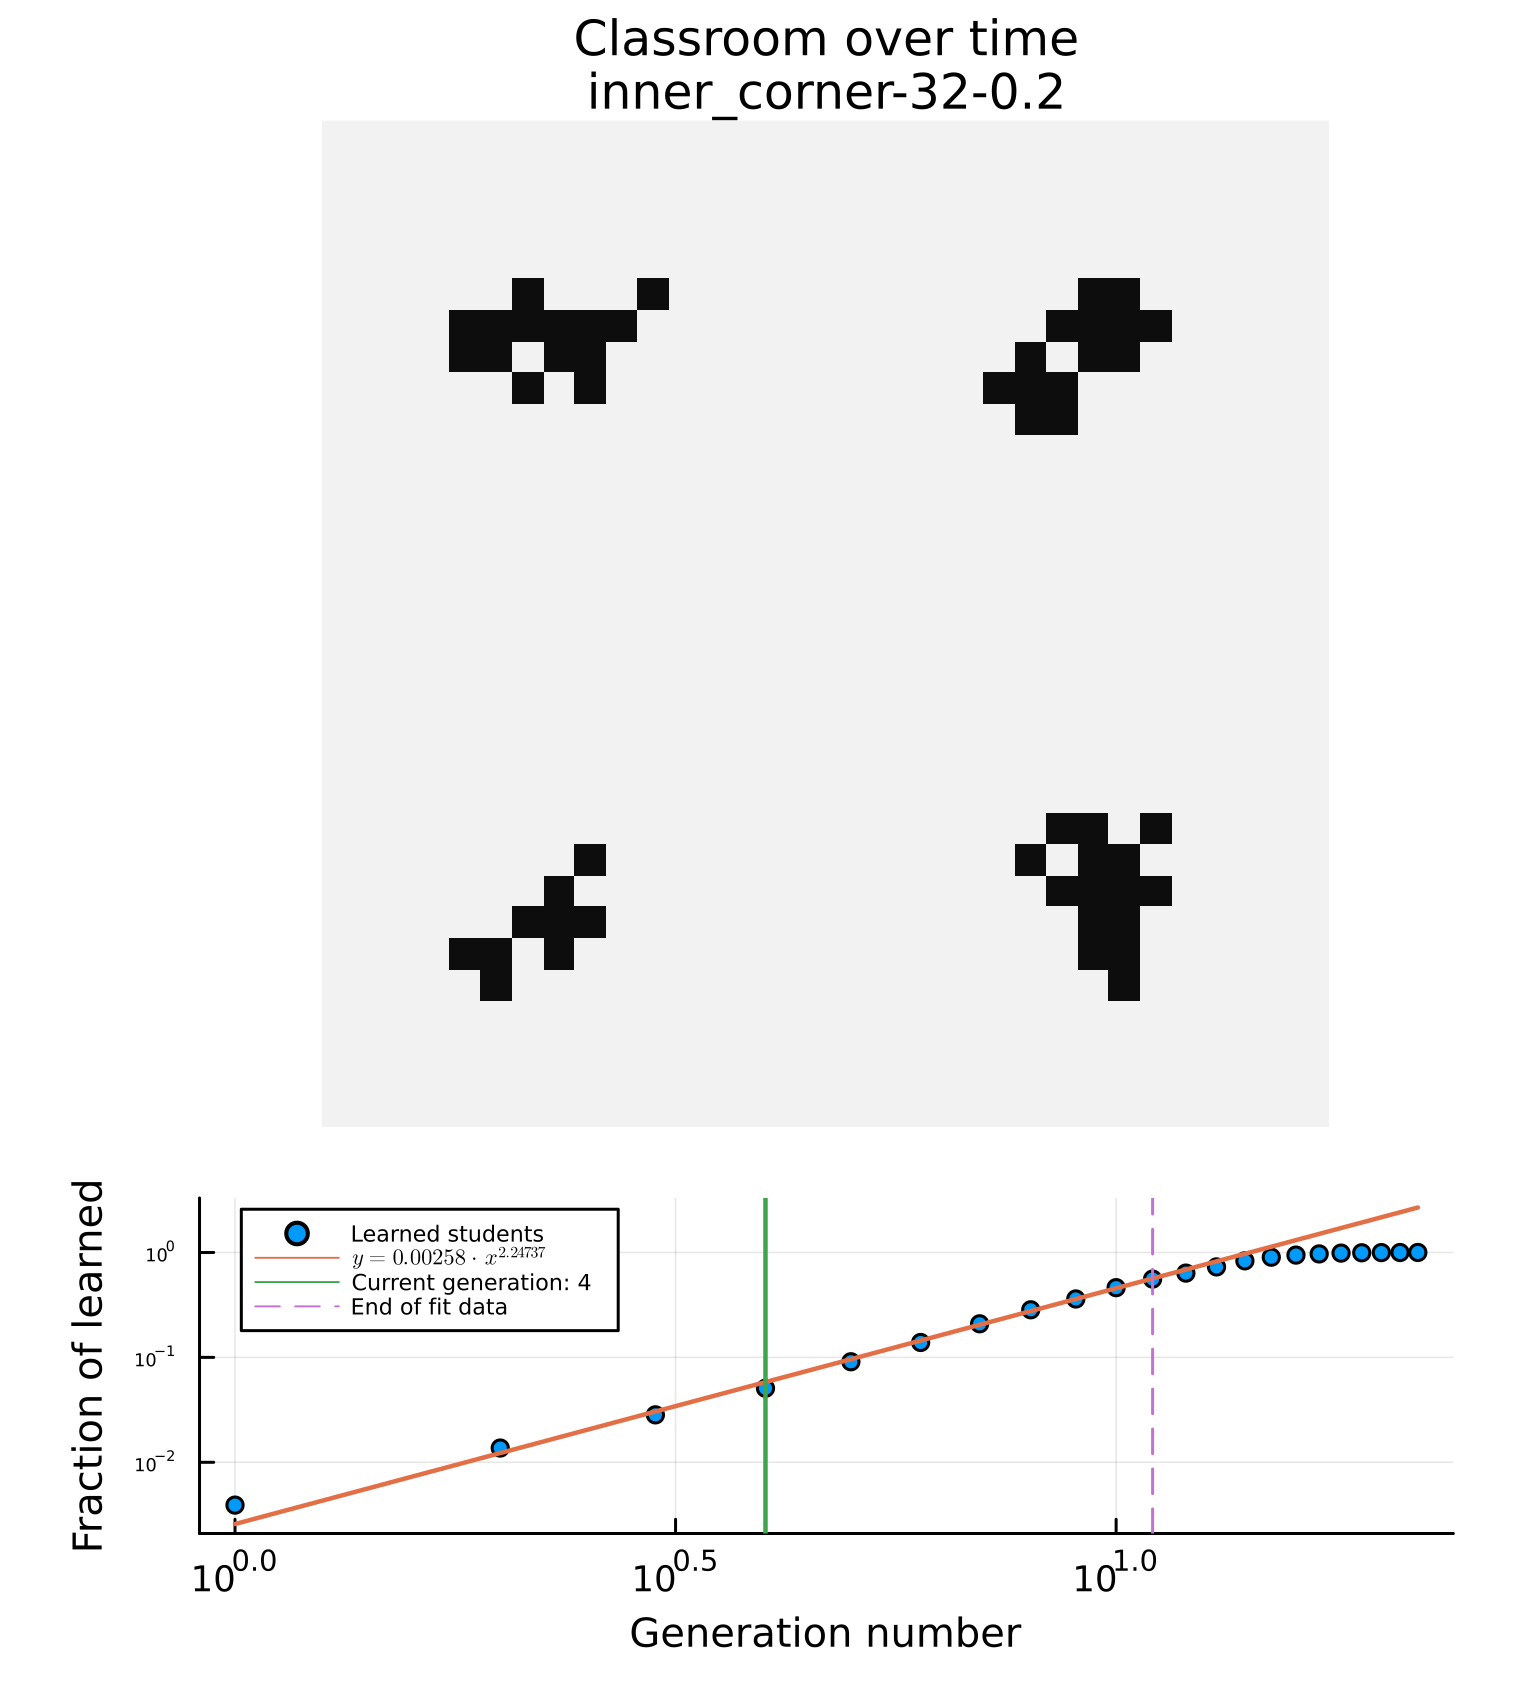 Classroom over time
inner_corner-32-0.2
Fraction of learned
10^0
10^-1
10^-2
Learned students
y = 0.00258 · x^2.24737
Current generation: 4
End of fit data
10^0.0
10^0.5
10^1.0
Generation number